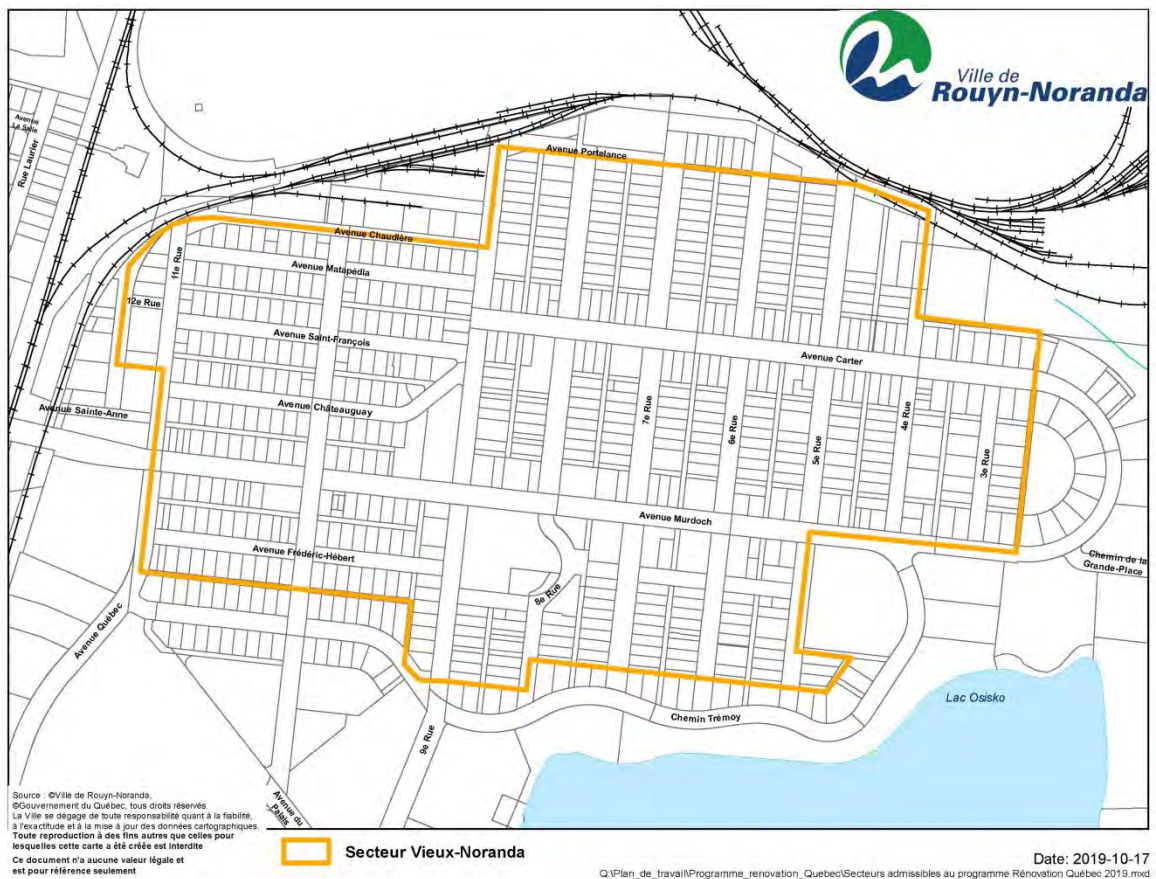 Ville de
Rouyn-Noranda
Avenue
La Salle
Rue Laurier
Avenue Portelance
Avenue Chaudière
11e Rue
Avenue Matapédia
12e Rue
Avenue Saint-François
Avenue Carter
Avenue Châteauguay
Avenue Sainte-Anne
7e Rue
6e Rue
5e Rue
4e Rue
3e Rue
Avenue Murdoch
Avenue Frédéric-Hébert
Chemin de la
Grande-Place
8e Rue
Avenue Québec
Lac Osisko
Chemin Trémoy
9e Rue
Avenue du
Palais
Source : ©Ville de Rouyn-Noranda,
©Gouvernement du Québec, tous droits réservés.
La Ville se dégage de toute responsabilité quant à la fiabilité,
à l'exactitude et à la mise à jour des données cartographiques.
Toute reproduction à des fins autres que celles pour
lesquelles cette carte a été créée est interdite
Ce document n'a aucune valeur légale et
est pour référence seulement
Secteur Vieux-Noranda
Date: 2019-10-17
Q:\Plan_de_travail\Programme_renovation_Quebec\Secteurs admissibles au programme Rénovation Québec 2019.mxd